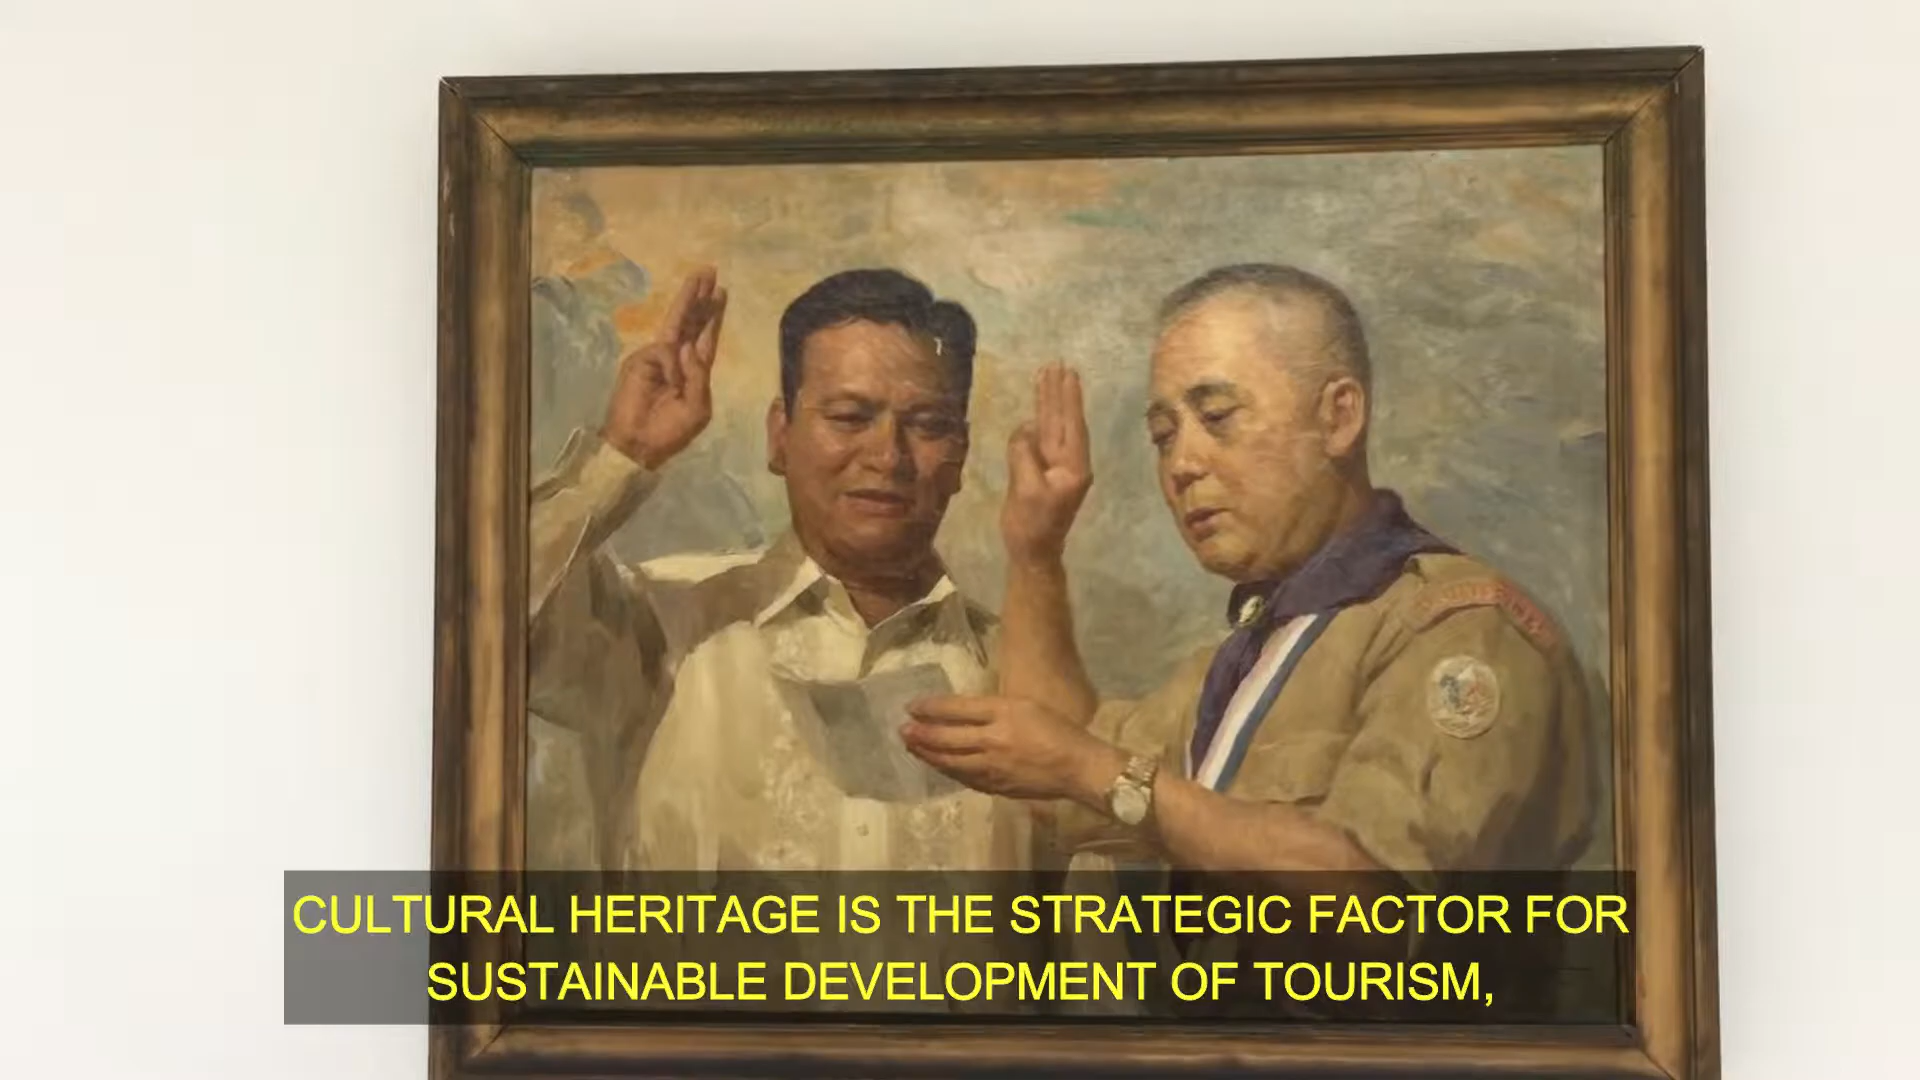 CULTURAL HERITAGE IS THE STRATEGIC FACTOR FOR
SUSTAINABLE DEVELOPMENT OF TOURISM,